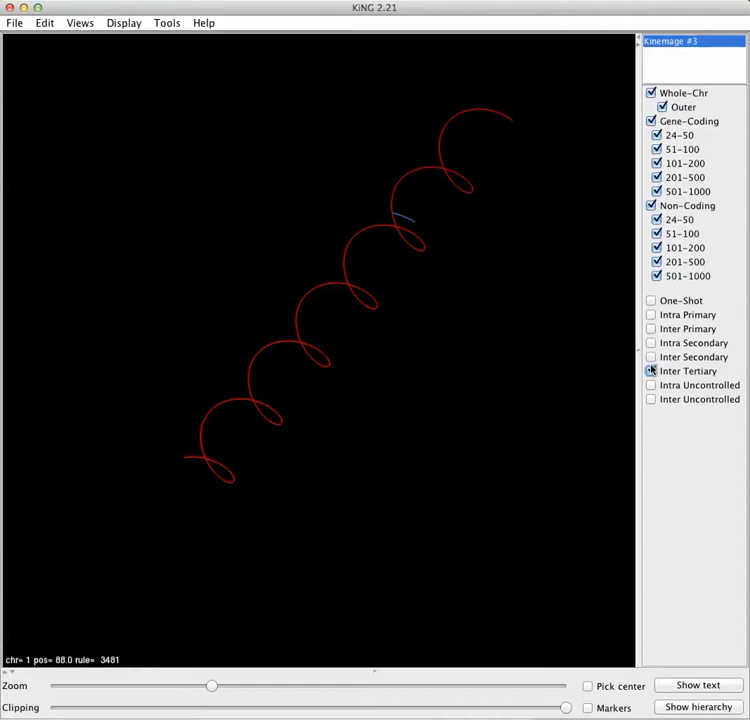 KiNG 2.21
File Edit Views Display Tools Help
Kinemage #3
Whole-Chr
Outer
Gene-Coding
24-50
51-100
101-200
201-500
501-1000
Non-Coding
24-50
51-100
101-200
201-500
501-1000
One-Shot
Intra Primary
Inter Primary
Intra Secondary
Inter Secondary
Inter Tertiary
Intra Uncontrolled
Inter Uncontrolled
chr= 1 pos= 88.0 rule= 3481
Zoom Pick center Show text
Clipping Markers Show hierarchy